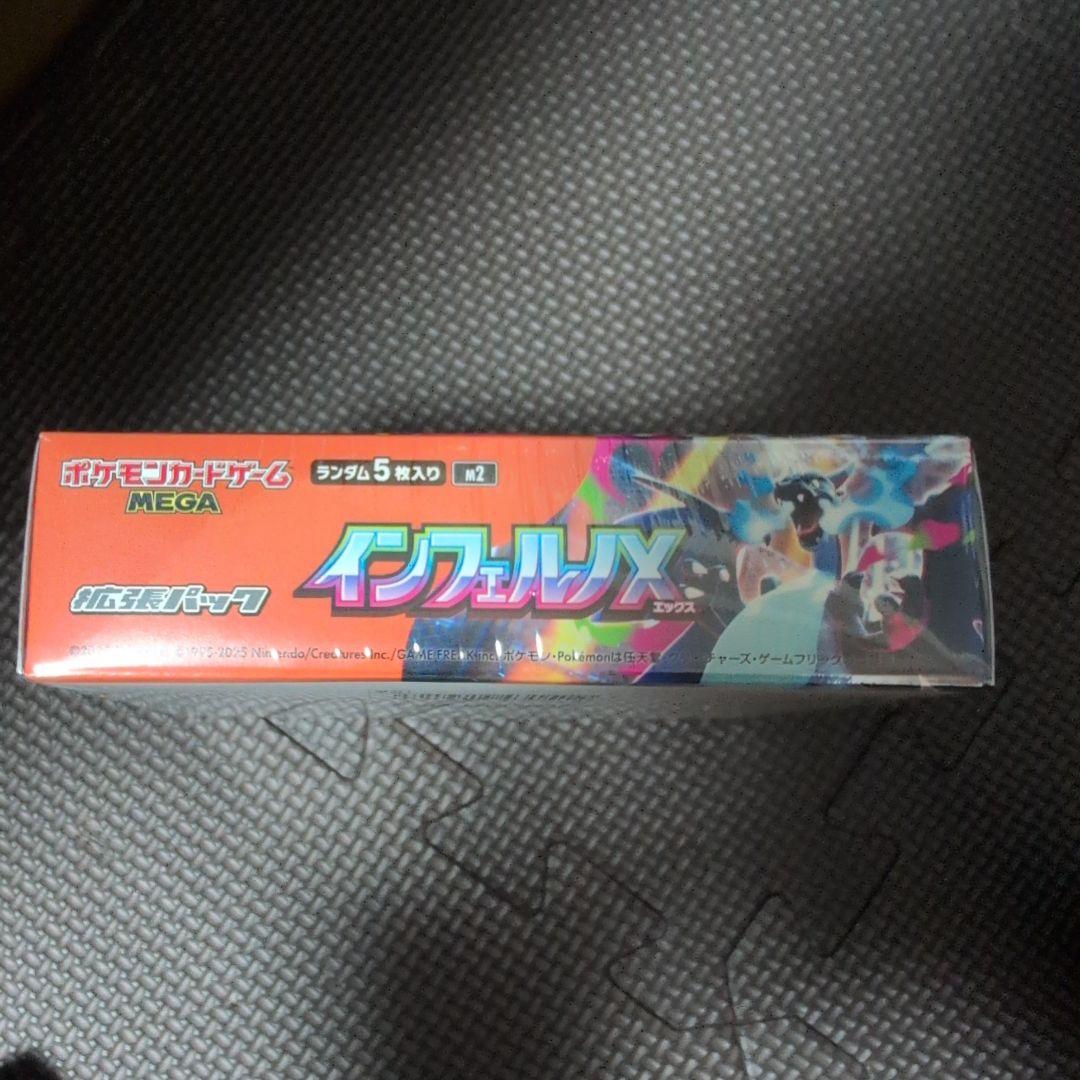 ポケモンカードゲーム
MEGA
ランダム5枚入り
M2
インフェルノX
エックス
拡張パック
1995-2025 Nintendo/Creatures Inc./GAME FREAK inc. ポケモン・Pokémonは任天堂・ チャーズ・ゲームフリーク